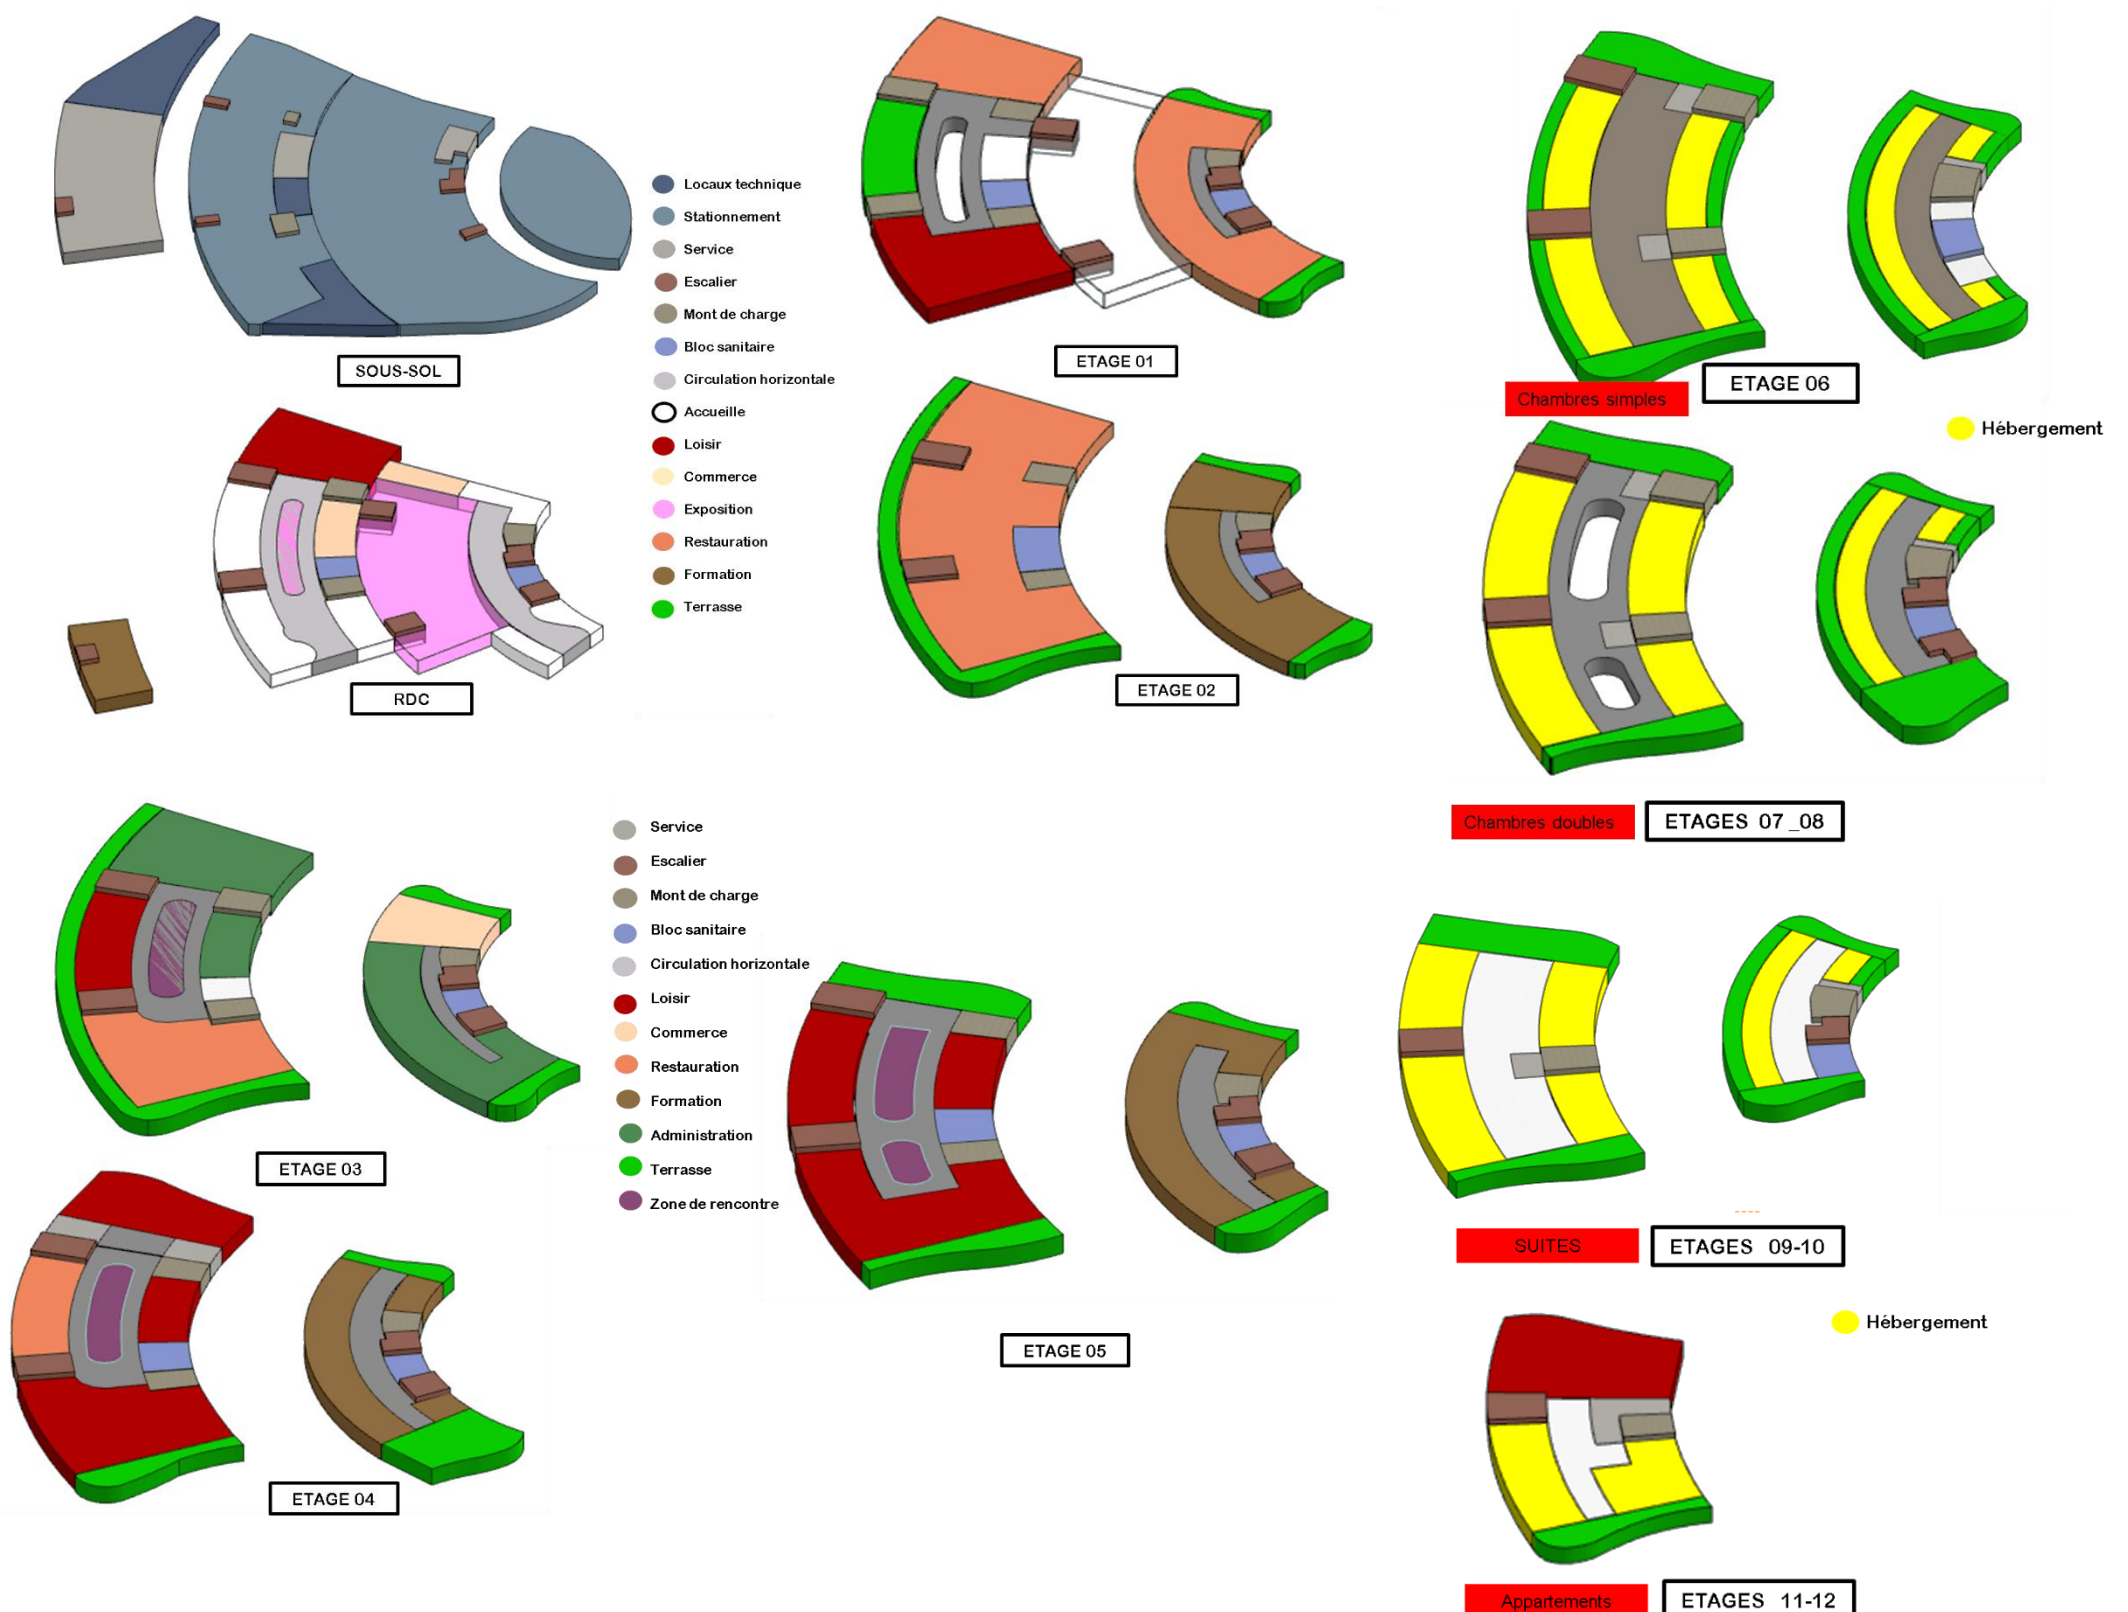 Locaux technique
Stationnement
Service
Escalier
Mont de charge
Bloc sanitaire
Circulation horizontale
Accueille
Loisir
Commerce
Exposition
Restauration
Formation
Terrasse
SOUS-SOL
RDC
ETAGE 01
ETAGE 02
ETAGE 06
Chambres simples
Hébergement
Chambres doubles
ETAGES 07_08
Service
Escalier
Mont de charge
Bloc sanitaire
Circulation horizontale
Loisir
Commerce
Restauration
Formation
Administration
Terrasse
Zone de rencontre
ETAGE 03
ETAGE 04
ETAGE 05
SUITES
ETAGES 09-10
Hébergement
Appartements
ETAGES 11-12